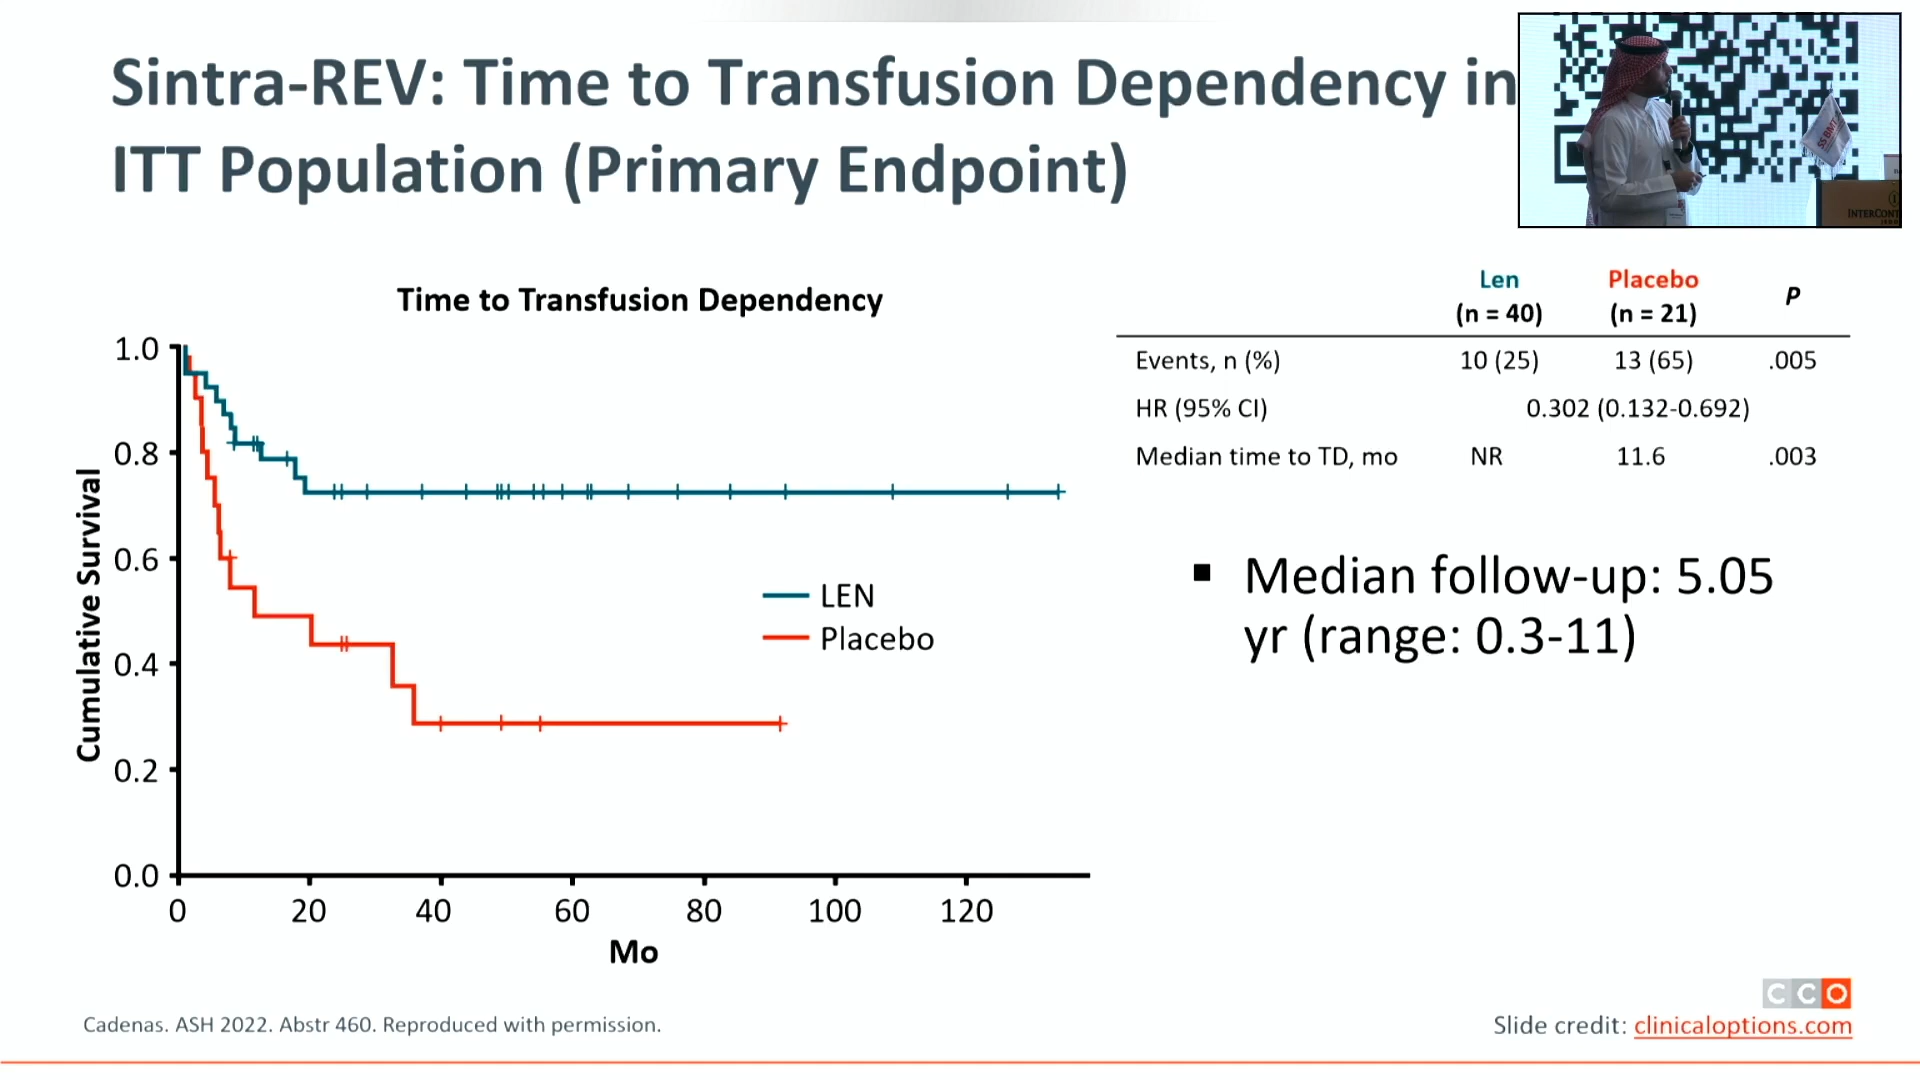 Sintra-REV: Time to Transfusion Dependency in
ITT Population (Primary Endpoint)
SS BMT
INTERCONT
Time to Transfusion Dependency
Cumulative Survival
1.0
0.8
0.6
0.4
0.2
0.0
0 20 40 60 80 100 120
Mo
LEN
Placebo
Len Placebo P
(n = 40) (n = 21)
Events, n (%) 10 (25) 13 (65) .005
HR (95% CI) 0.302 (0.132-0.692)
Median time to TD, mo NR 11.6 .003
▪ Median follow-up: 5.05
yr (range: 0.3-11)
CCO
Cadenas. ASH 2022. Abstr 460. Reproduced with permission.
Slide credit: clinicaloptions.com